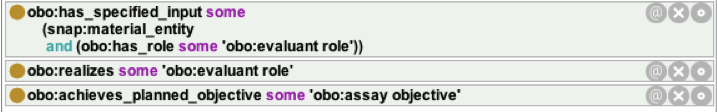 obo:has_specified_input some
(snap:material_entity
and (obo:has_role some 'obo:evaluant role'))
obo:realizes some 'obo:evaluant role'
obo:achieves_planned_objective some 'obo:assay objective'